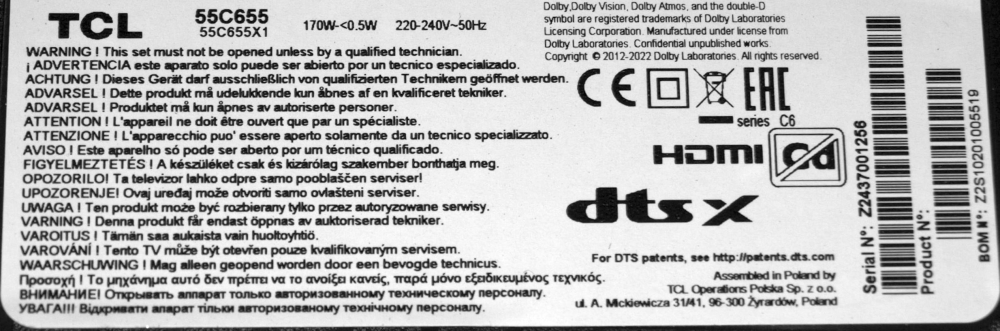 TCL
55C655
55C655X1
170W-<0.5W 220-240V~50Hz
WARNING ! This set must not be opened unless by a qualified technician.
¡ ADVERTENCIA este aparato solo puede ser abierto por un tecnico especializado.
ACHTUNG ! Dieses Gerät darf ausschließlich von qualifizierten Technikern geöffnet werden.
ADVARSEL ! Dette produkt må udelukkende kun åbnes af en kvalificeret tekniker.
ADVARSEL ! Produktet må kun åpnes av autoriserte personer.
ATTENTION ! L'appareil ne doit être ouvert que par un spécialiste.
ATTENZIONE ! L'apparecchio puo' essere aperto solamente da un tecnico specializzato.
AVISO ! Este aparelho só pode ser aberto por um técnico qualificado.
FIGYELMEZTETÉS ! A készüléket csak és kizárólag szakember bonthatja meg.
OPOZORILO! Ta televizor lahko odpre samo pooblaščen serviser!
UPOZORENJE! Ovaj uređaj može otvoriti samo ovlašteni serviser.
UWAGA ! Ten produkt może być rozbierany tylko przez autoryzowane serwisy.
VARNING ! Denna produkt får endast öppnas av auktoriserad tekniker.
VAROITUS ! Tämän saa aukaista vain huoltoyhtiö.
VAROVÁNÍ ! Tento TV může být otevřen pouze kvalifikovaným servisem.
WAARSCHUWING ! Mag alleen geopend worden door een bevoegde technicus.
Προσοχή ! Το μηχάνημα αυτό δεν πρέπει να το ανοίξει κανείς, παρά μόνο εξειδικευμένος τεχνικός.
ВНИМАНИЕ! Открывать аппарат только авторизованному техническому персоналу.
УВАГА!!! Відкривати апарат тільки авторизованому технічному персоналу.
Dolby,Dolby Vision, Dolby Atmos, and the double-D
symbol are registered trademarks of Dolby Laboratories
Licensing Corporation. Manufactured under license from
Dolby Laboratories. Confidential unpublished works.
Copyright © 2012-2022 Dolby Laboratories. All rights reserved.
CE EAC
series C6
HDMI Cd
dts X
For DTS patents, see http://patents.dts.com
Assembled in Poland by
TCL Operations Polska Sp. z o.o.
ul. A. Mickiewicza 31/41, 96-300 Żyrardów, Poland
Serial N°: Z2437001256
Product N°:
BOM N°: Z2S10201005519